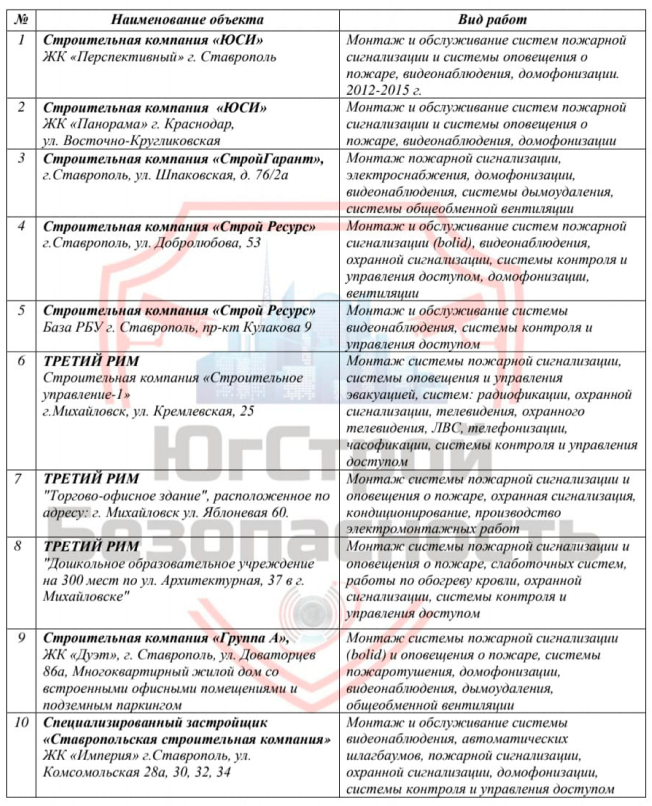 № Наименование объекта Вид работ
1 Строительная компания «ЮСИ»
ЖК «Перспективный» г. Ставрополь
Монтаж и обслуживание систем пожарной
сигнализации и системы оповещения о
пожаре, видеонаблюдения, домофонизации.
2012-2015 г.
2 Строительная компания «ЮСИ»
ЖК «Панорама» г. Краснодар,
ул. Восточно-Кругликовская
Монтаж и обслуживание систем пожарной
сигнализации и системы оповещения о
пожаре, видеонаблюдения, домофонизации
3 Строительная компания «СтройГарант»,
г.Ставрополь, ул. Шпаковская, д. 76/2а
Монтаж пожарной сигнализации,
электроснабжения, домофонизации,
видеонаблюдения, системы дымоудаления,
системы общеобменной вентиляции
4 Строительная компания «Строй Ресурс»
г.Ставрополь, ул. Добролюбова, 53
Монтаж и обслуживание систем пожарной
сигнализации (bolid), видеонаблюдения,
охранной сигнализации, системы контроля и
управления доступом, домофонизации,
вентиляции
5 Строительная компания «Строй Ресурс»
База РБУ г. Ставрополь, пр-кт Кулакова 9
Монтаж и обслуживание системы
видеонаблюдения, системы контроля и
управления доступом
6 ТРЕТИЙ РИМ
Строительная компания «Строительное
управление-1»
г.Михайловск, ул. Кремлевская, 25
Монтаж системы пожарной сигнализации,
системы оповещения и управления
эвакуацией, систем: радиофикации, охранной
сигнализации, телевидения, охранного
телевидения, ЛВС, телефонизации,
часофикации, системы контроля и управления
доступом
7 ТРЕТИЙ РИМ
"Торгово-офисное здание", расположенное по
адресу: г. Михайловск ул. Яблоневая 60.
Монтаж системы пожарной сигнализации и
оповещения о пожаре, охранная сигнализация,
кондиционирование, производство
электромонтажных работ
8 ТРЕТИЙ РИМ
"Дошкольное образовательное учреждение
на 300 мест по ул. Архитектурная, 37 в г.
Михайловске"
Монтаж системы пожарной сигнализации и
оповещения о пожаре, слаботочных систем,
работы по обогреву кровли, охранной
сигнализации, системы контроля и
управления доступом
9 Строительная компания «Группа А»,
ЖК «Дуэт», г. Ставрополь, ул. Доваторцев
86а, Многоквартирный жилой дом со
встроенными офисными помещениями и
подземным паркингом
Монтаж системы пожарной сигнализации
(bolid) и оповещения о пожаре, системы
пожаротушения, домофонизации,
видеонаблюдения, дымоудаления,
общеобменной вентиляции
10 Специализированный застройщик
«Ставропольская строительная компания»
ЖК «Империя» г.Ставрополь, ул.
Комсомольская 28а, 30, 32, 34
Монтаж и обслуживание системы
видеонаблюдения, автоматических
шлагбаумов, пожарной сигнализации,
охранной сигнализации, домофонизации,
системы контроля и управления доступом
ЮгСтрой
Безопасность